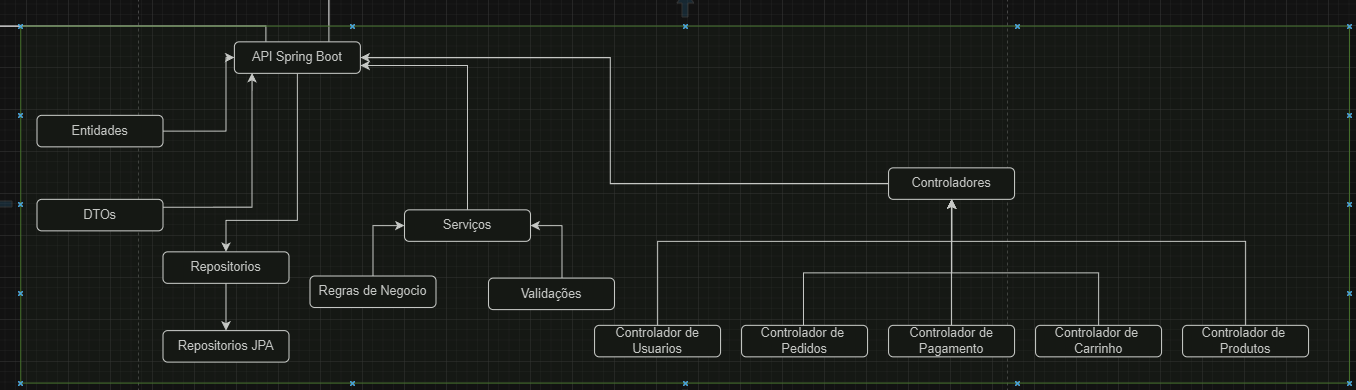 API Spring Boot
Entidades
Controladores
DTOs
Serviços
Repositorios
Regras de Negocio
Validações
Controlador de
Usuarios
Controlador de
Pedidos
Controlador de
Pagamento
Controlador de
Carrinho
Controlador de
Produtos
Repositorios JPA